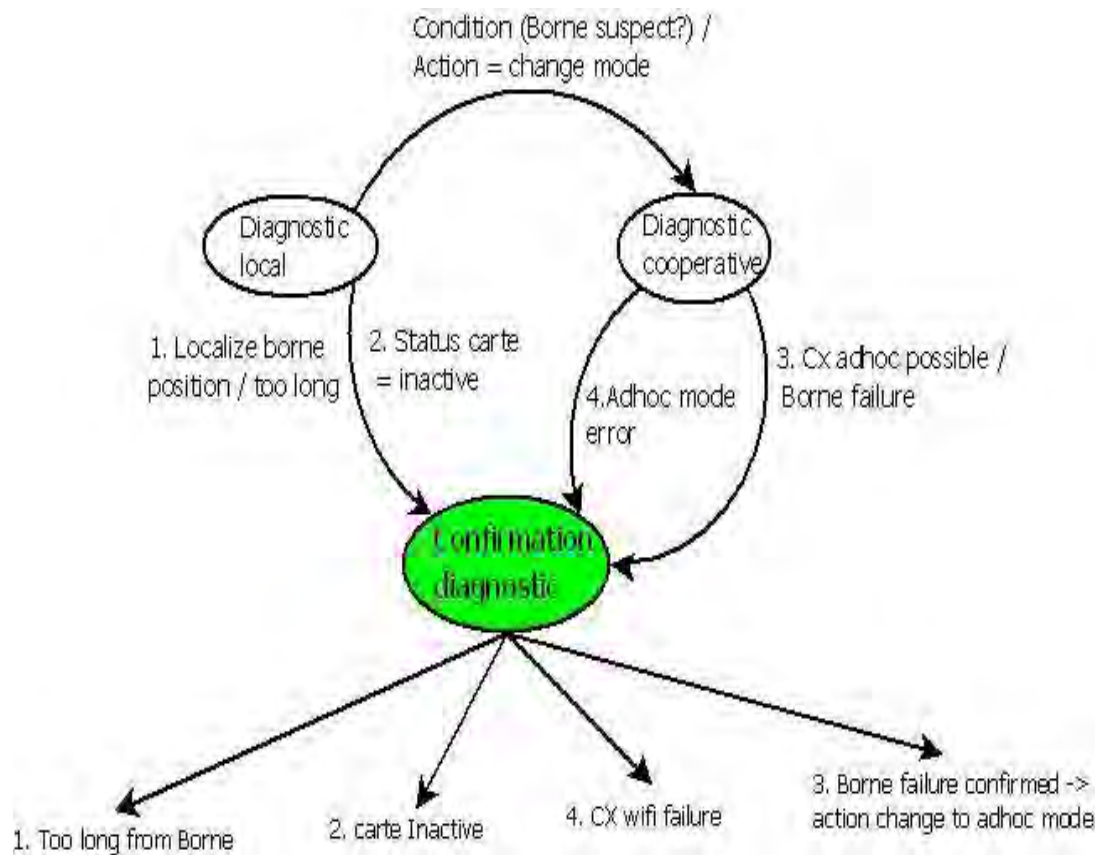 Condition (Borne suspect?) /
Action = change mode
Diagnostic
local
Diagnostic
cooperative
1. Localize borne
position / too long
2. Status carte
= inactive
3. Cx adhoc possible /
Borne failure
4.Adhoc mode
error
Confirmation
diagnostic
1. Too long from Borne
2. carte Inactive
4. CX wifi failure
3. Borne failure confirmed ->
action change to adhoc mode